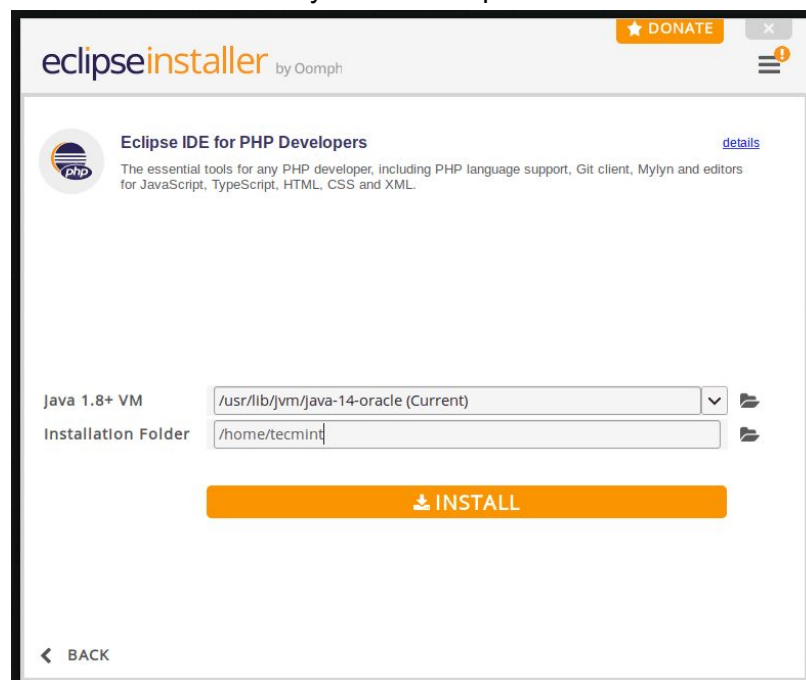 DONATE
eclipseinstaller by Oomph
Eclipse IDE for PHP Developers
details
php
The essential tools for any PHP developer, including PHP language support, Git client, Mylyn and editors
for JavaScript, TypeScript, HTML, CSS and XML.
Java 1.8+ VM /usr/lib/jvm/java-14-oracle (Current)
Installation Folder /home/tecmint
INSTALL
BACK